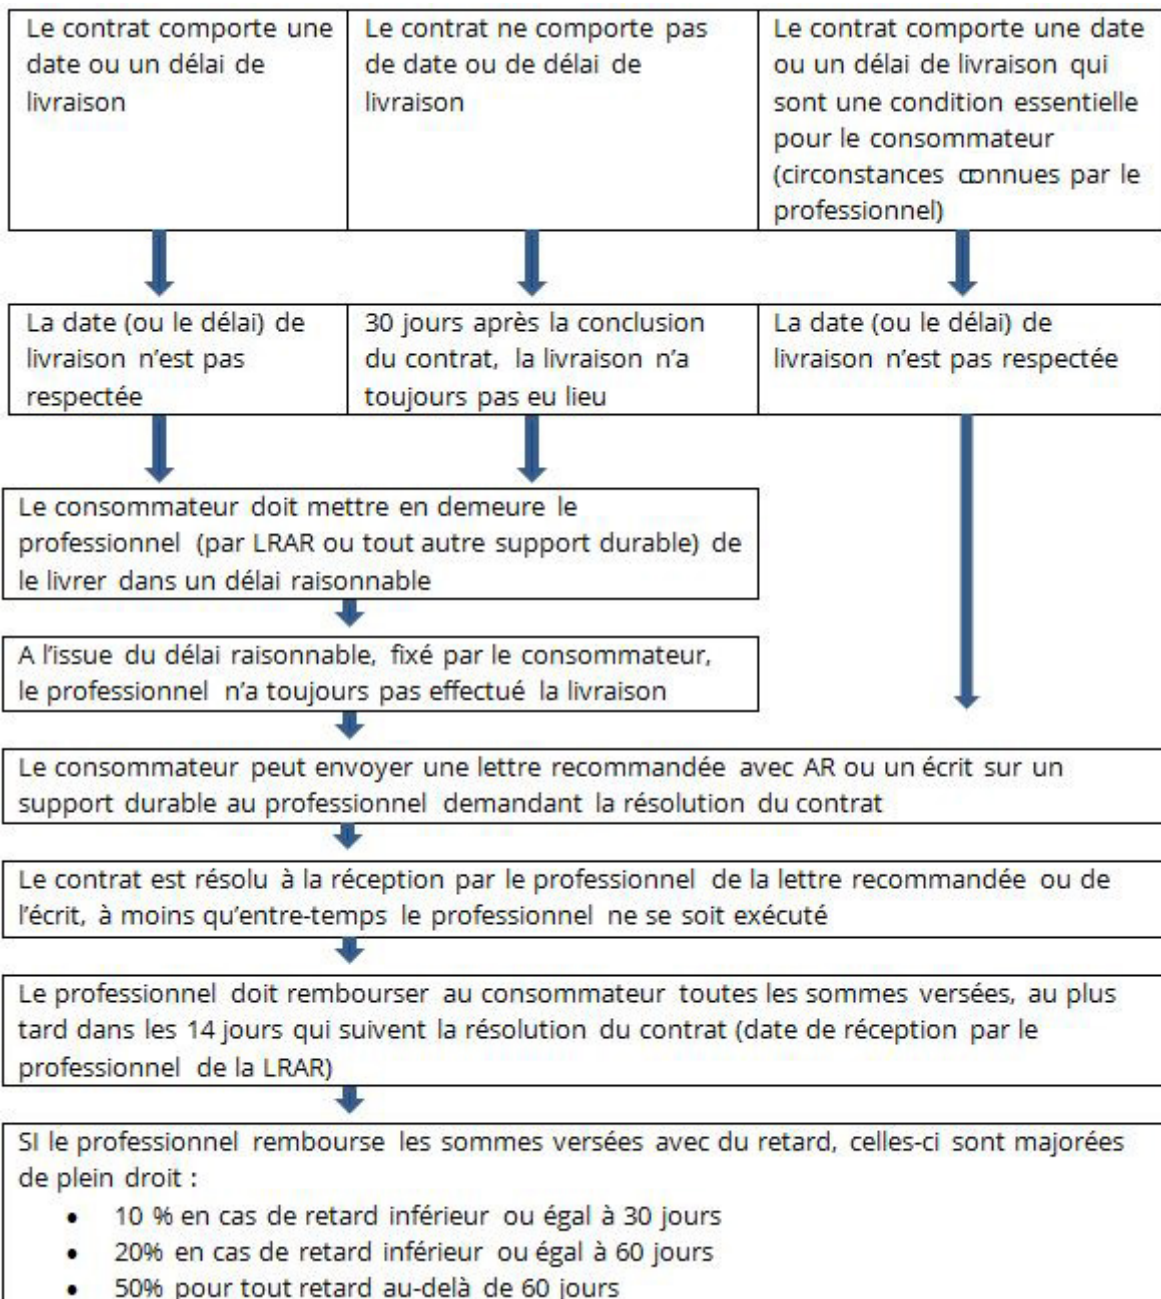 Le contrat comporte une
date ou un délai de
livraison
Le contrat ne comporte pas
de date ou de délai de
livraison
Le contrat comporte une date
ou un délai de livraison qui
sont une condition essentielle
pour le consommateur
(circonstances connues par le
professionnel)
La date (ou le délai) de
livraison n'est pas
respectée
30 jours après la conclusion
du contrat, la livraison n'a
toujours pas eu lieu
La date (ou le délai) de
livraison n'est pas respectée
Le consommateur doit mettre en demeure le
professionnel (par LRAR ou tout autre support durable) de
le livrer dans un délai raisonnable
A l'issue du délai raisonnable, fixé par le consommateur,
le professionnel n'a toujours pas effectué la livraison
Le consommateur peut envoyer une lettre recommandée avec AR ou un écrit sur un
support durable au professionnel demandant la résolution du contrat
Le contrat est résolu à la réception par le professionnel de la lettre recommandée ou de
l'écrit, à moins qu'entre-temps le professionnel ne se soit exécuté
Le professionnel doit rembourser au consommateur toutes les sommes versées, au plus
tard dans les 14 jours qui suivent la résolution du contrat (date de réception par le
professionnel de la LRAR)
SI le professionnel rembourse les sommes versées avec du retard, celles-ci sont majorées
de plein droit :
• 10 % en cas de retard inférieur ou égal à 30 jours
• 20% en cas de retard inférieur ou égal à 60 jours
• 50% pour tout retard au-delà de 60 jours